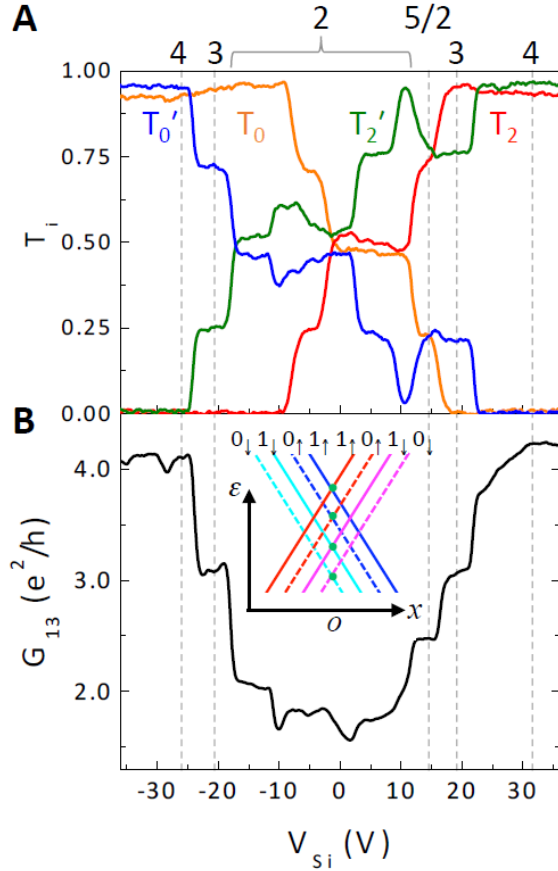 A
2
5/2
4 3 3 4
1.00
T₀′ T₀ T₂′ T₂
0.75
T_i
0.50
0.25
0.00
B
0↓ 1↓ 0↑ 1↑ 1↑ 0↑ 1↓ 0↓
4.0
ε
G₁₃ (e²/h)
3.0
x
O
2.0
-30 -20 -10 0 10 20 30
V_Si (V)